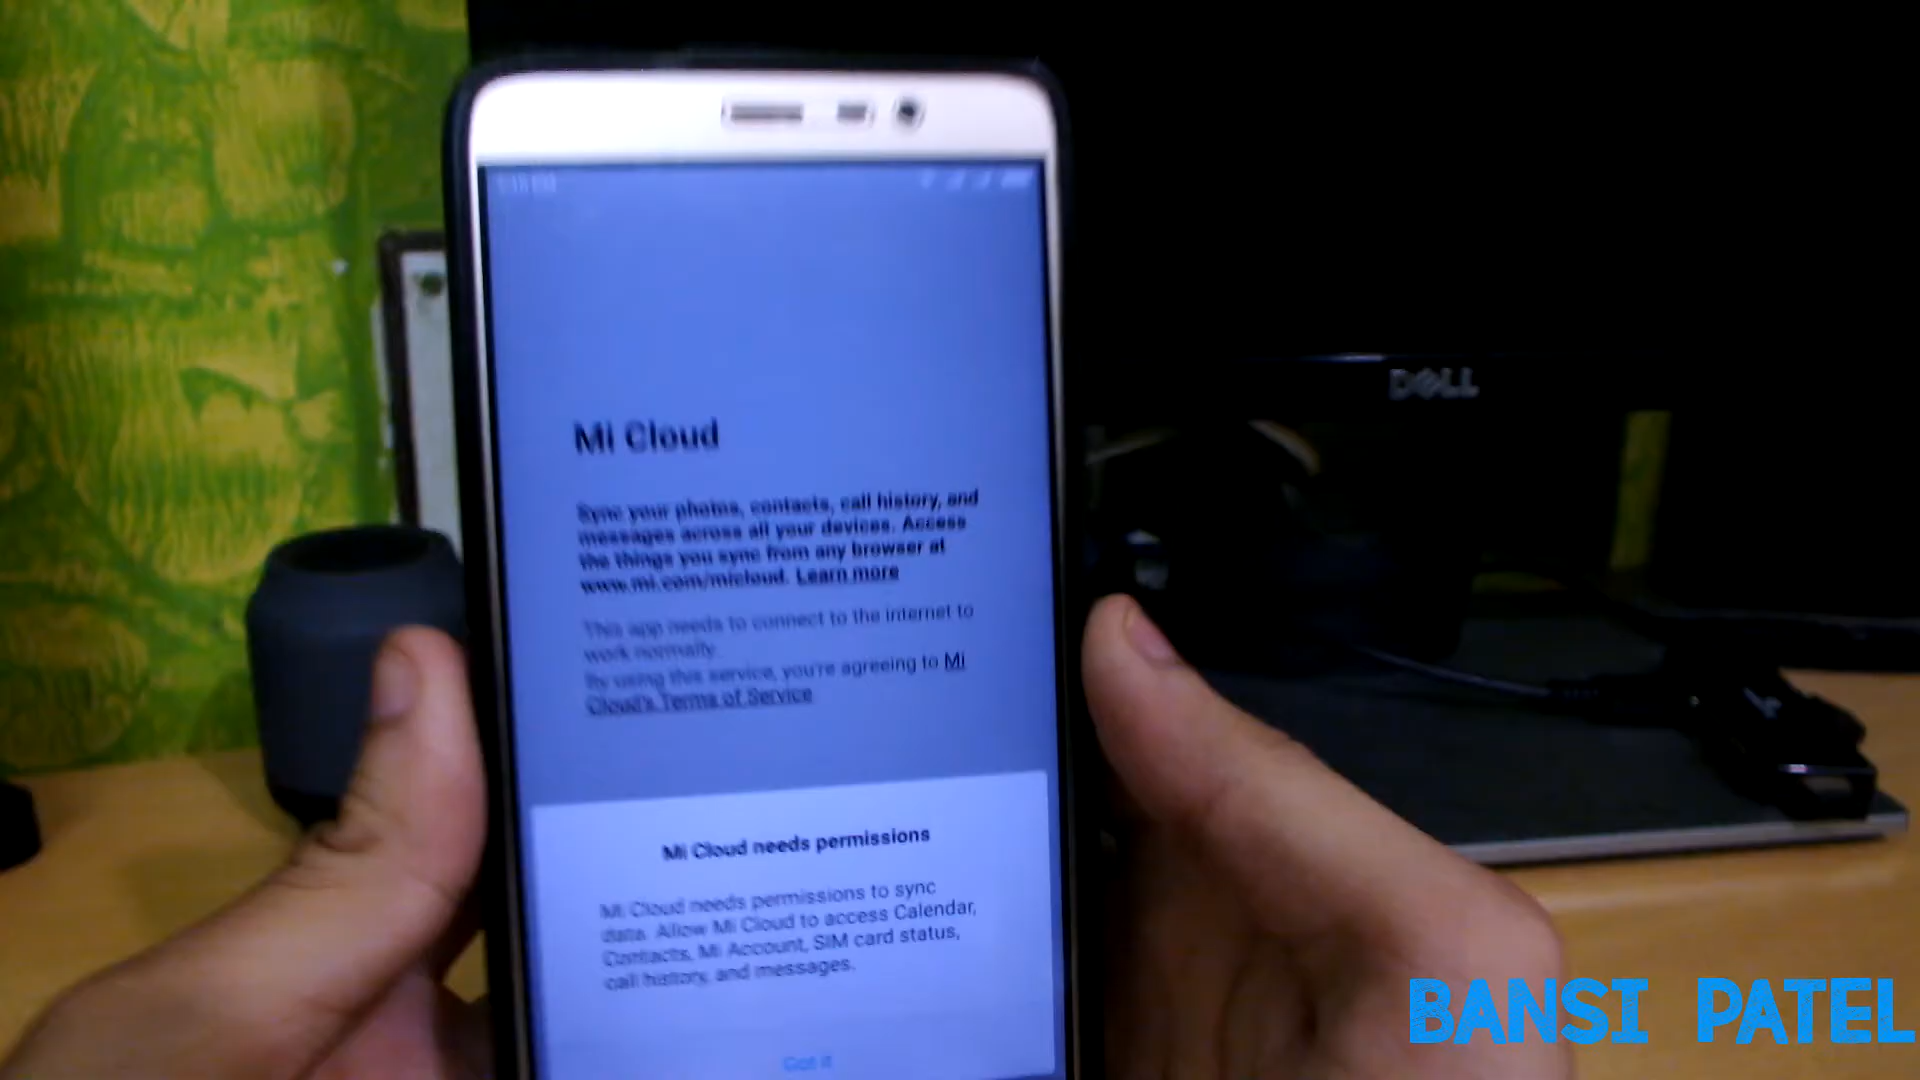 Mi Cloud
Sync your photos, contacts, call history, and
messages across all your devices. Access
the things you sync from any browser at
www.mi.com/micloud. Learn more
This app needs to connect to the internet to
work normally.
By using this service, you're agreeing to Mi
Cloud's Terms of Service
Mi Cloud needs permissions
Mi Cloud needs permissions to sync
data. Allow Mi Cloud to access Calendar,
Contacts, Mi Account, SIM card status,
call history, and messages.
Got it
DELL
BANSI PATEL